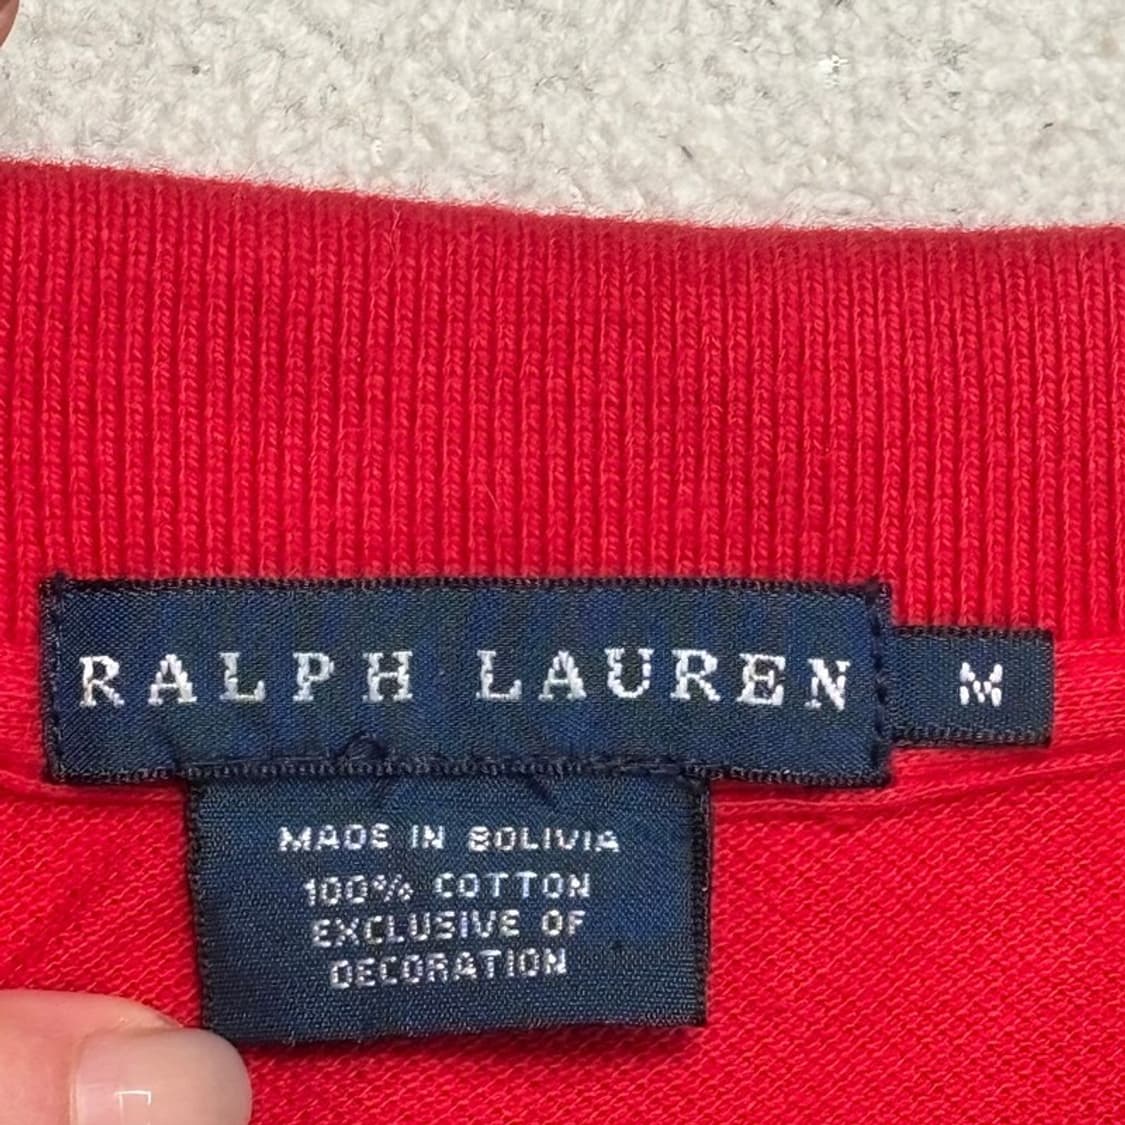 RALPH LAUREN
M
MADE IN BOLIVIA
100% COTTON
EXCLUSIVE OF
DECORATION